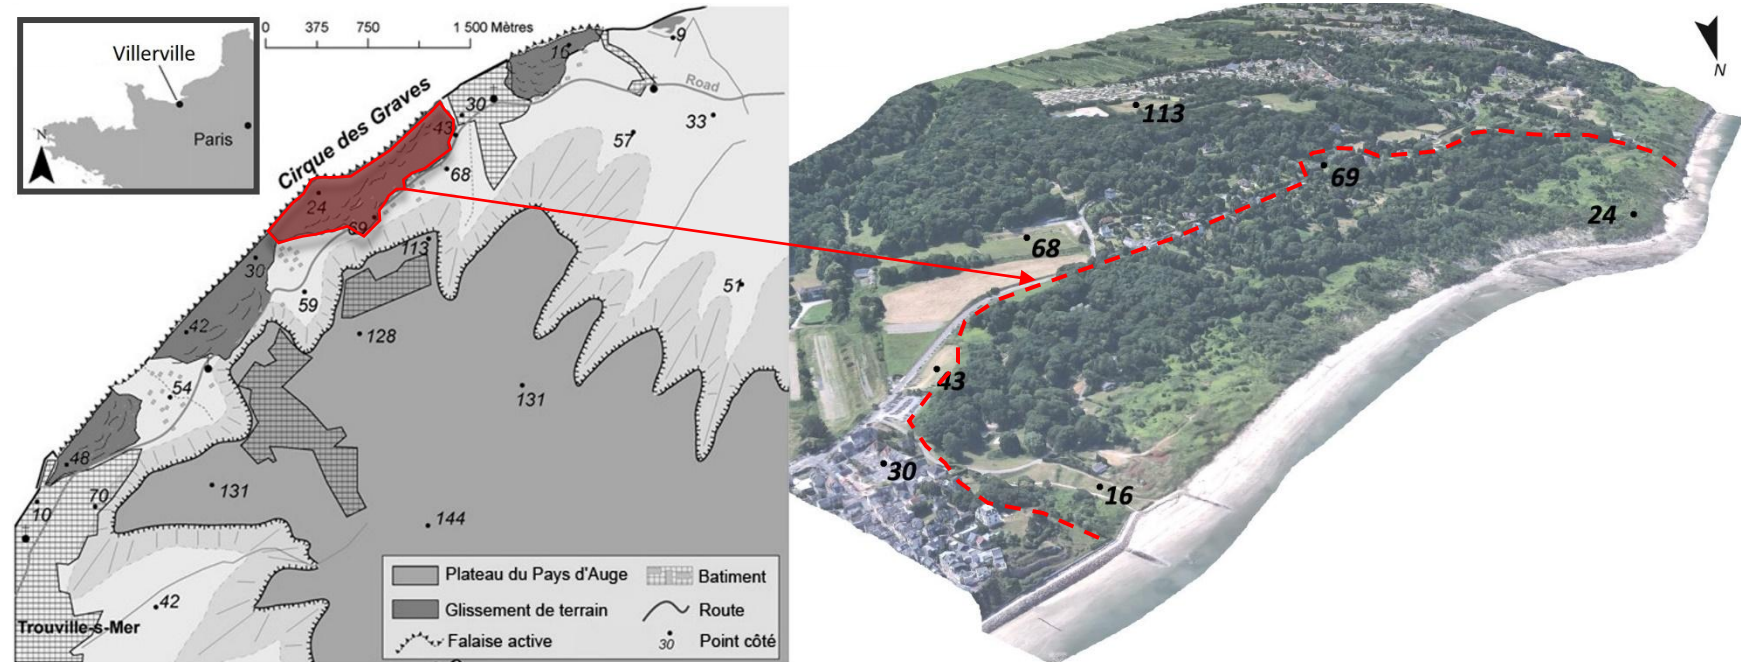 Villerville
Paris
N
0 375 750 1 500 Mètres
Cirque des Graves
Road
16
9
30
43
33
57
68
24
69
113
30
59
51
42
128
54
131
48
131
70
10
144
42
Trouville-s-Mer
Plateau du Pays d'Auge
Batiment
Glissement de terrain
Route
Falaise active
30
Point côté
N
113
69
24
68
43
30
16